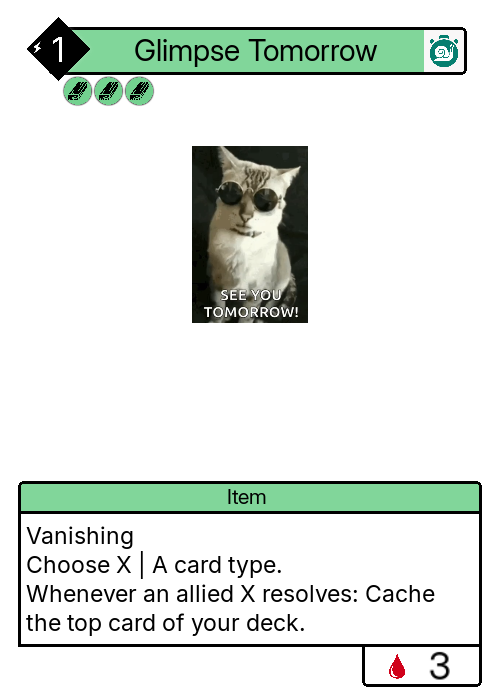 1
Glimpse Tomorrow
SEE YOU
TOMORROW!
Item
Vanishing
Choose X | A card type.
Whenever an allied X resolves: Cache
the top card of your deck.
3